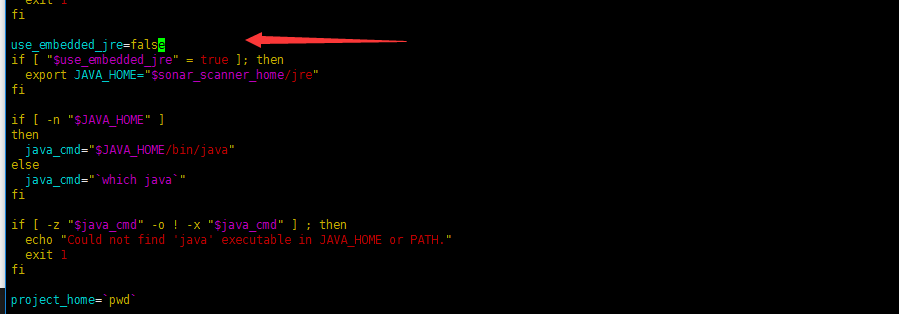 exit 1
fi
use_embedded_jre=false
if [ "$use_embedded_jre" = true ]; then
  export JAVA_HOME="$sonar_scanner_home/jre"
fi
if [ -n "$JAVA_HOME" ]
then
  java_cmd="$JAVA_HOME/bin/java"
else
  java_cmd="`which java`"
fi
if [ -z "$java_cmd" -o ! -x "$java_cmd" ] ; then
  echo "Could not find 'java' executable in JAVA_HOME or PATH."
  exit 1
fi
project_home=`pwd`